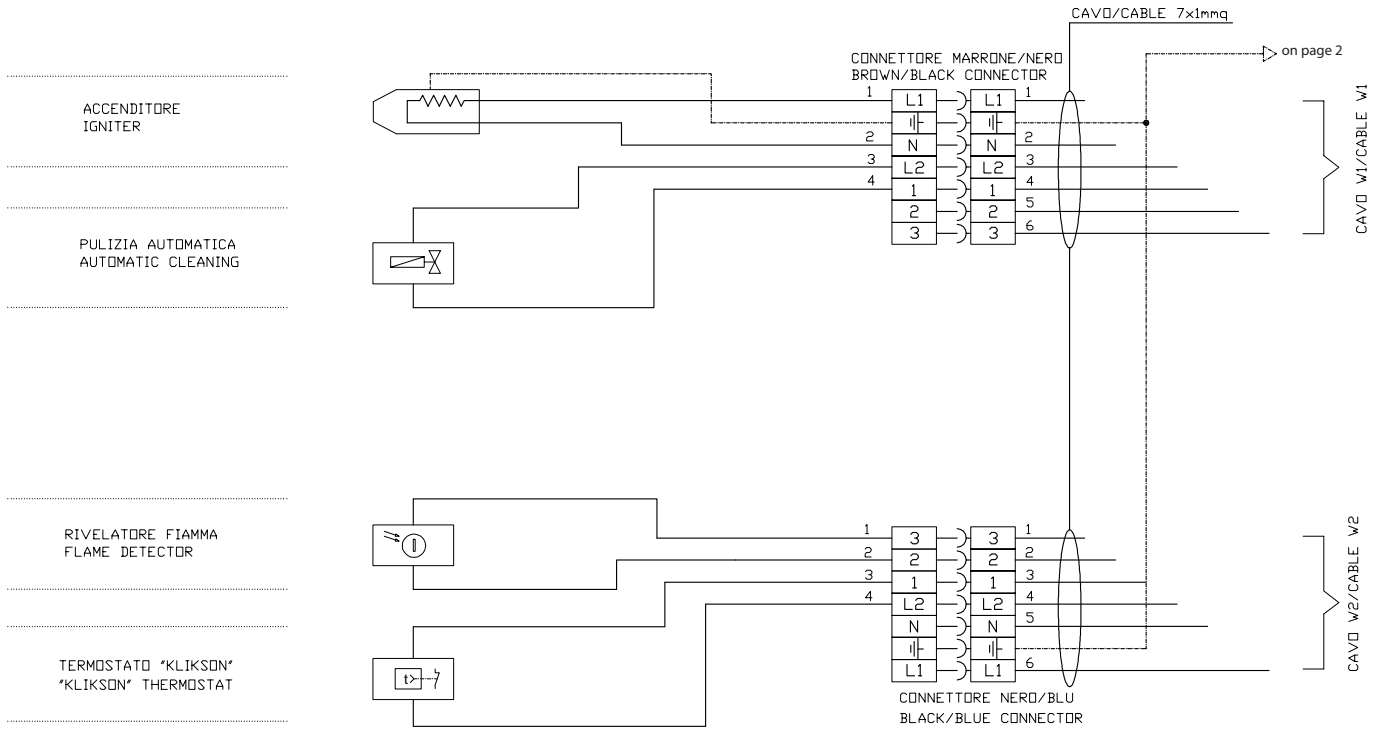 CAVO/CABLE 7x1mmq
on page 2
CONNETTORE MARRONE/NERO
BROWN/BLACK CONNECTOR
ACCENDITORE
IGNITER
1 L1 L1 1
2 N N 2
3 L2 L2 3
4 1 1 4
2 2 5
3 3 6
CAVO W1/CABLE W1
PULIZIA AUTOMATICA
AUTOMATIC CLEANING
RIVELATORE FIAMMA
FLAME DETECTOR
1 3 3 1
2 2 2 2
3 1 1 3
4 L2 L2 4
N N 5
L1 L1 6
CAVO W2/CABLE W2
TERMOSTATO "KLIKSON"
"KLIKSON" THERMOSTAT
t>
CONNETTORE NERO/BLU
BLACK/BLUE CONNECTOR